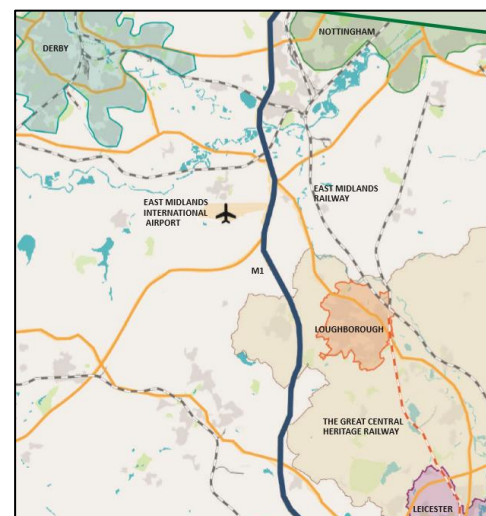 NOTTINGHAM
DERBY
EAST MIDLANDS
RAILWAY
EAST MIDLANDS
INTERNATIONAL
AIRPORT
M1
LOUGHBOROUGH
THE GREAT CENTRAL
HERITAGE RAILWAY
LEICESTER